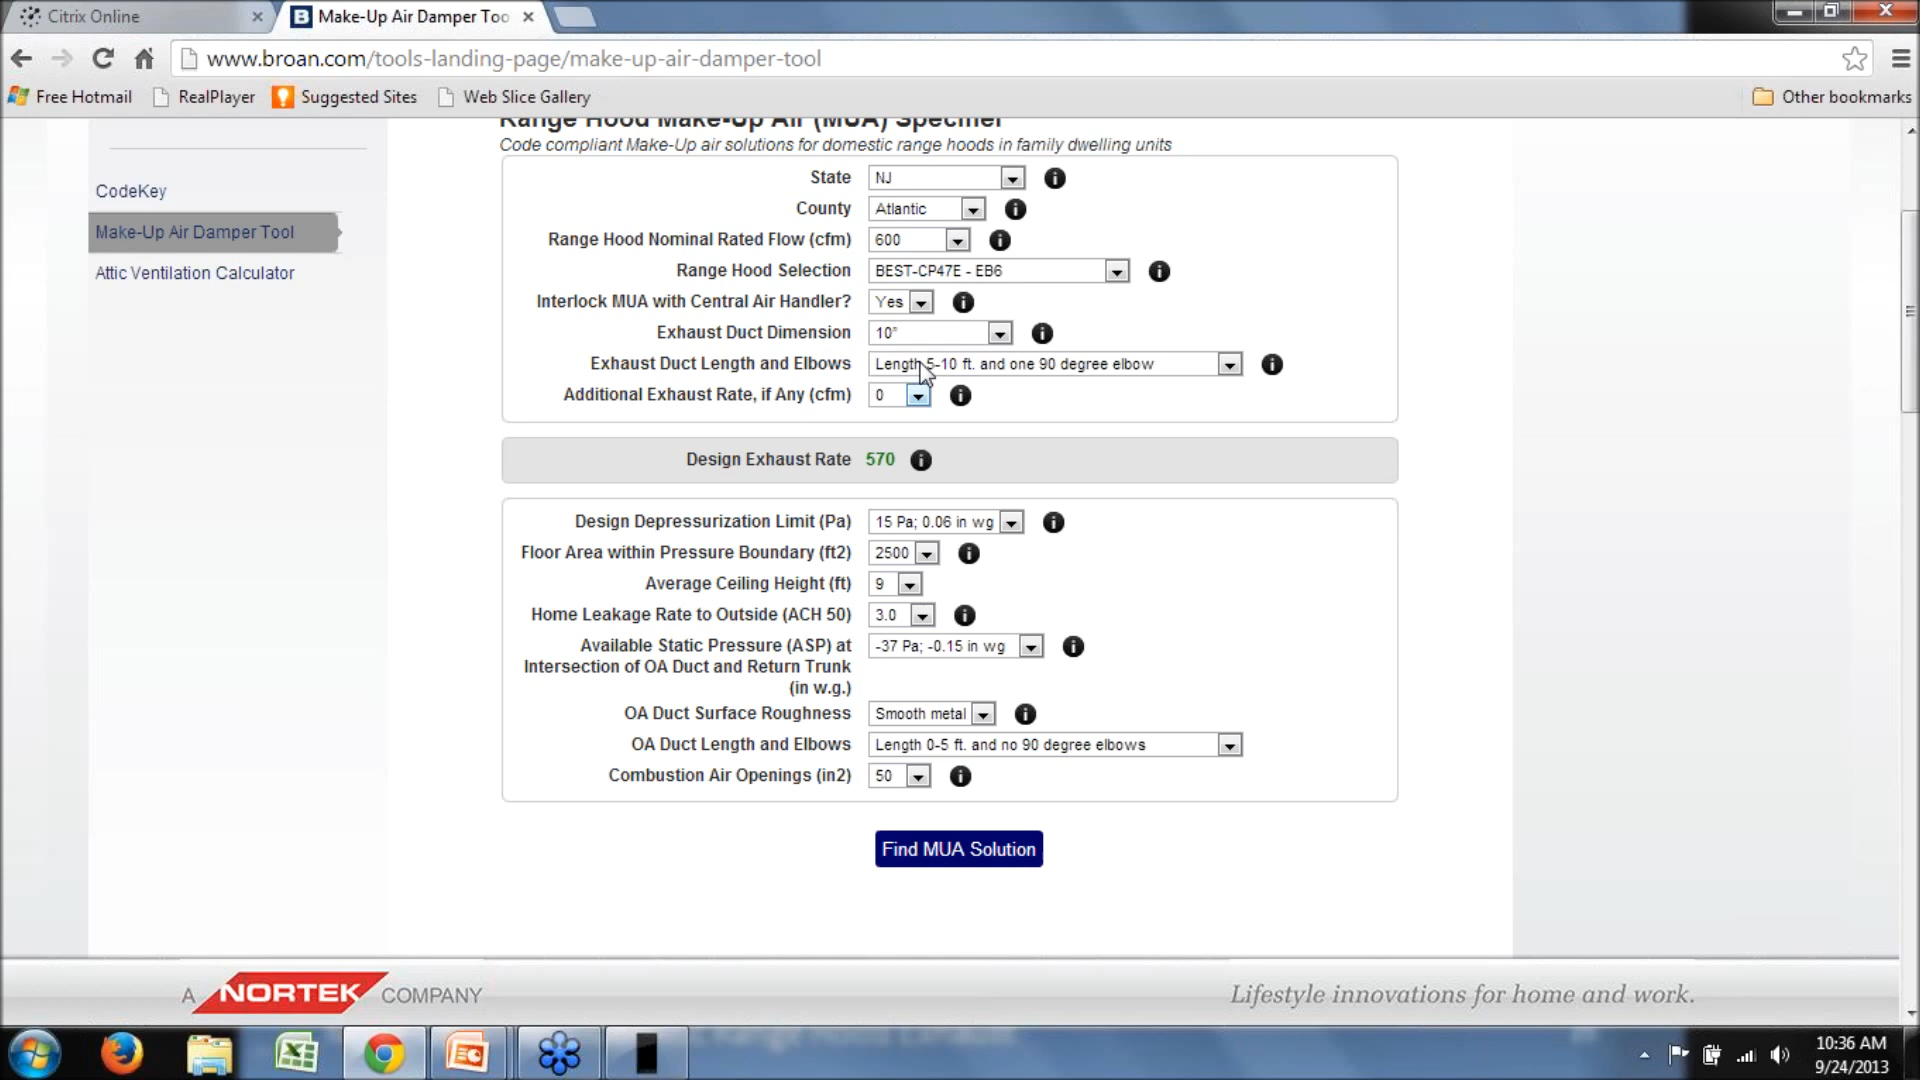 Citrix Online
Make-Up Air Damper Too
www.broan.com/tools-landing-page/make-up-air-damper-tool
Free Hotmail
RealPlayer
Suggested Sites
Web Slice Gallery
Other bookmarks
Range Hood Make-Up Air (MUA) Specifier
Code compliant Make-Up air solutions for domestic range hoods in family dwelling units
CodeKey
Make-Up Air Damper Tool
Attic Ventilation Calculator
State NJ
County Atlantic
Range Hood Nominal Rated Flow (cfm) 600
Range Hood Selection BEST-CP47E - EB6
Interlock MUA with Central Air Handler? Yes
Exhaust Duct Dimension 10"
Exhaust Duct Length and Elbows Length 5-10 ft. and one 90 degree elbow
Additional Exhaust Rate, if Any (cfm) 0
Design Exhaust Rate 570
Design Depressurization Limit (Pa) 15 Pa; 0.06 in wg
Floor Area within Pressure Boundary (ft2) 2500
Average Ceiling Height (ft) 9
Home Leakage Rate to Outside (ACH 50) 3.0
Available Static Pressure (ASP) at -37 Pa; -0.15 in wg
Intersection of OA Duct and Return Trunk
(in w.g.)
OA Duct Surface Roughness Smooth metal
OA Duct Length and Elbows Length 0-5 ft. and no 90 degree elbows
Combustion Air Openings (in2) 50
Find MUA Solution
A NORTEK COMPANY
Lifestyle innovations for home and work.
10:36 AM
9/24/2013